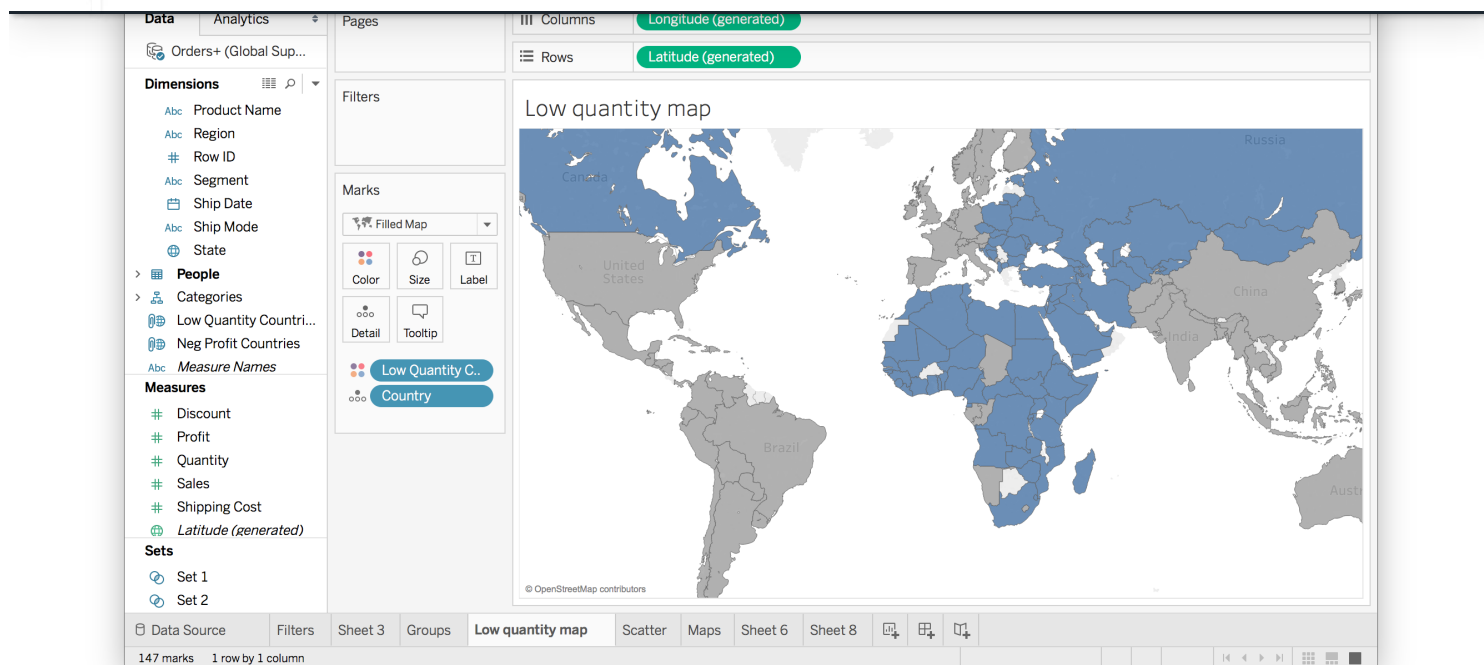 Data
Analytics
Orders+ (Global Sup...
Dimensions
Abc Product Name
Abc Region
# Row ID
Abc Segment
Ship Date
Abc Ship Mode
State
People
Categories
Low Quantity Countri...
Neg Profit Countries
Abc Measure Names
Measures
# Discount
# Profit
# Quantity
# Sales
# Shipping Cost
Latitude (generated)
Sets
Set 1
Set 2
Pages
Filters
Marks
Filled Map
Color
Size
T
Label
Detail
Tooltip
Low Quantity C..
Country
Columns
Longitude (generated)
Rows
Latitude (generated)
Low quantity map
Russia
Canada
United
States
China
India
Brazil
Austr
© OpenStreetMap contributors
Data Source
Filters
Sheet 3
Groups
Low quantity map
Scatter
Maps
Sheet 6
Sheet 8
147 marks
1 row by 1 column